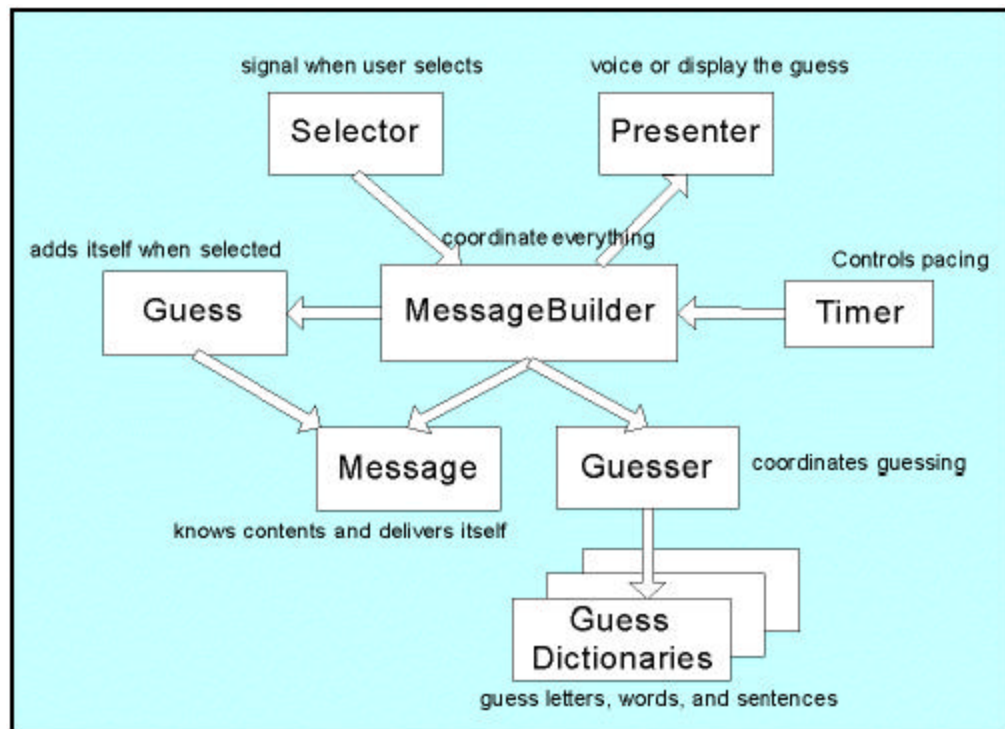 signal when user selects
voice or display the guess
Selector
Presenter
coordinate everything
adds itself when selected
Controls pacing
Guess
MessageBuilder
Timer
Message
Guesser
coordinates guessing
knows contents and delivers itself
Guess
Dictionaries
guess letters, words, and sentences